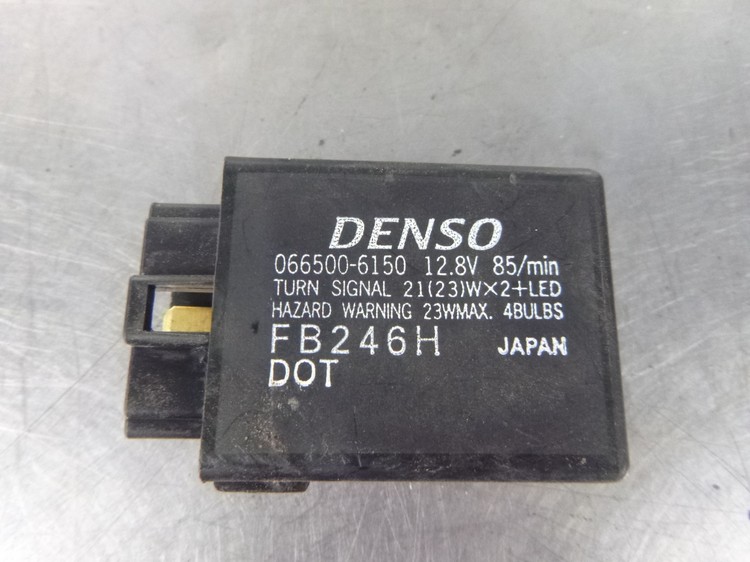 DENSO
066500-6150 12.8V 85/min
TURN SIGNAL 21(23)W×2+LED
HAZARD WARNING 23WMAX. 4BULBS
FB246H JAPAN
DOT